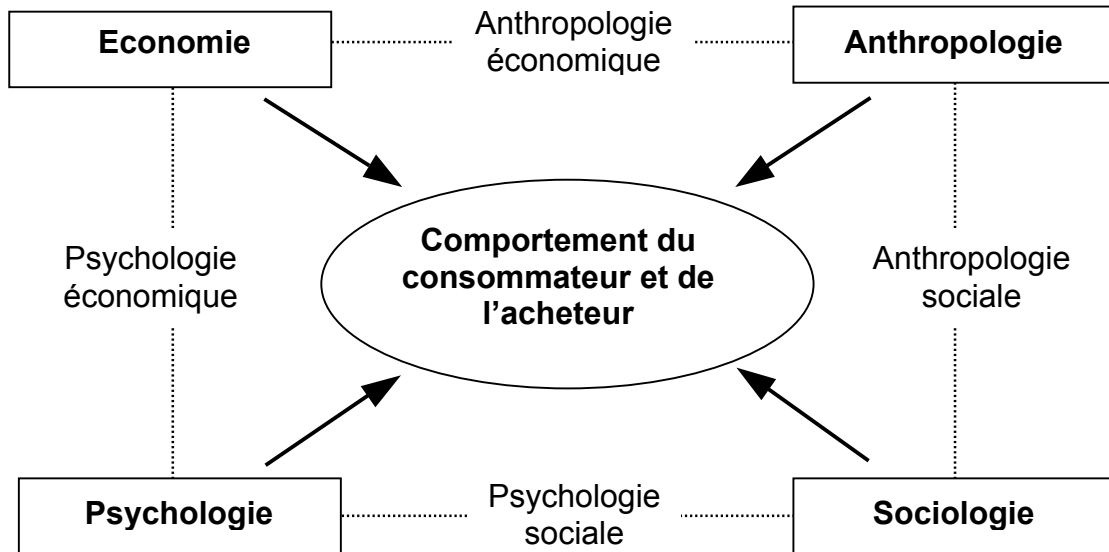 Economie
Anthropologie
économique
Anthropologie
Psychologie
économique
Comportement du
consommateur et de
l’acheteur
Anthropologie
sociale
Psychologie
Psychologie
sociale
Sociologie